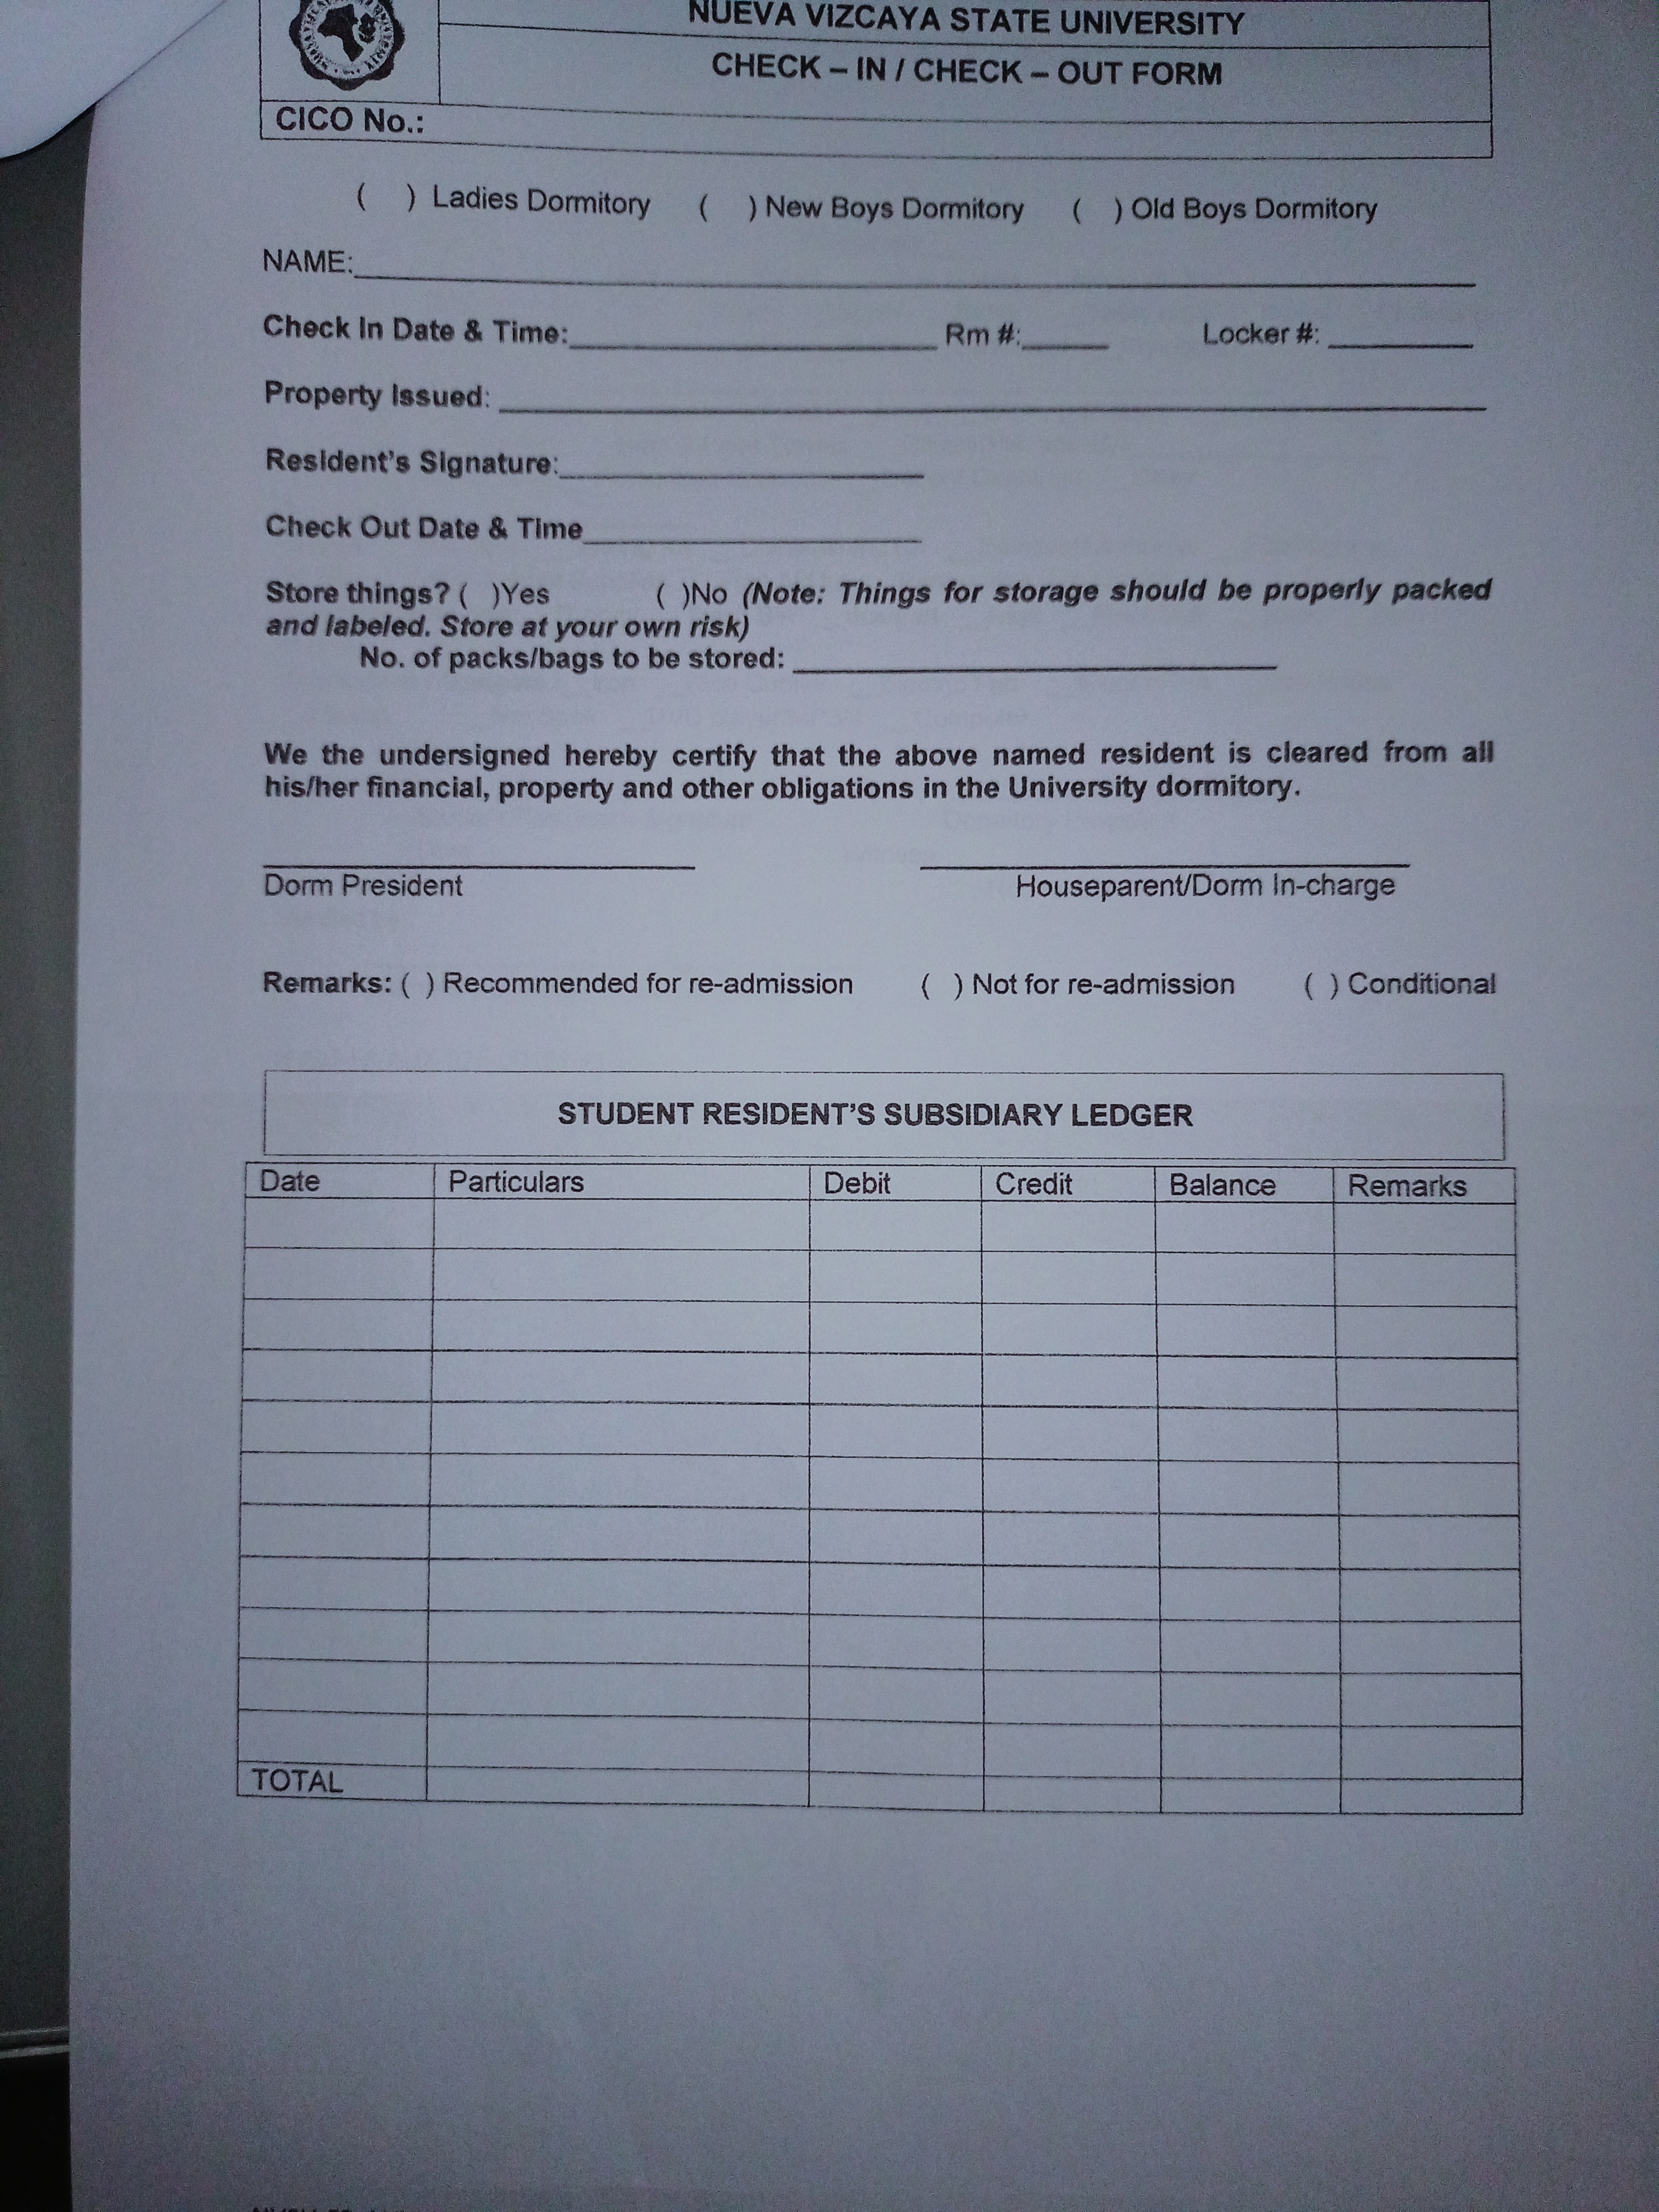 NUEVA VIZCAYA STATE UNIVERSITY
CHECK – IN / CHECK – OUT FORM
CICO No.:
( ) Ladies Dormitory ( ) New Boys Dormitory ( ) Old Boys Dormitory
NAME:
Check In Date & Time: Rm #: Locker #:
Property Issued:
Resident's Signature:
Check Out Date & Time
Store things? ( )Yes ( )No (Note: Things for storage should be properly packed
and labeled. Store at your own risk)
No. of packs/bags to be stored:
We the undersigned hereby certify that the above named resident is cleared from all
his/her financial, property and other obligations in the University dormitory.
Dorm President Houseparent/Dorm In-charge
Remarks: ( ) Recommended for re-admission ( ) Not for re-admission ( ) Conditional
STUDENT RESIDENT'S SUBSIDIARY LEDGER
Date Particulars Debit Credit Balance Remarks
TOTAL